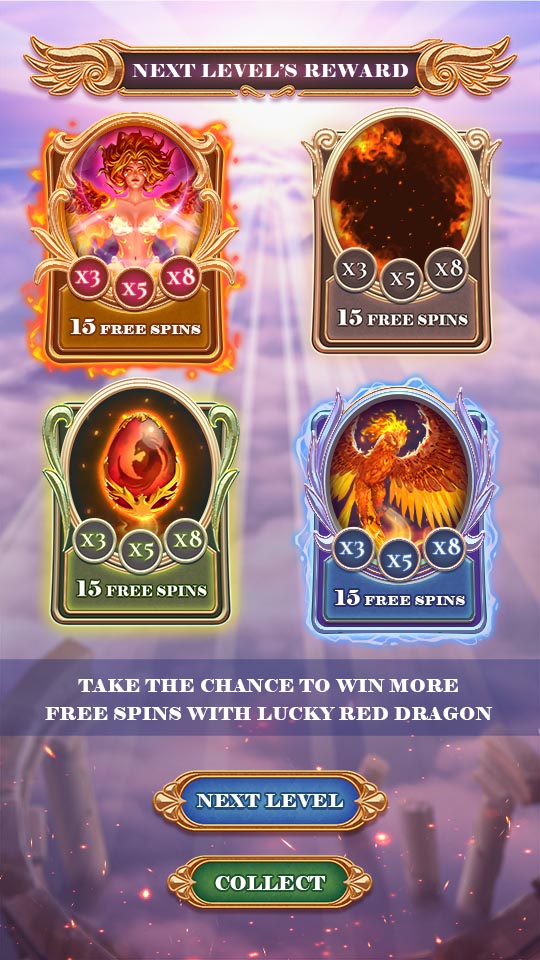 NEXT LEVEL'S REWARD
X3 X5 X8
15 FREE SPINS
X3 X5 X8
15 FREE SPINS
X3 X5 X8
15 FREE SPINS
X3 X5 X8
15 FREE SPINS
TAKE THE CHANCE TO WIN MORE
FREE SPINS WITH LUCKY RED DRAGON
NEXT LEVEL
COLLECT